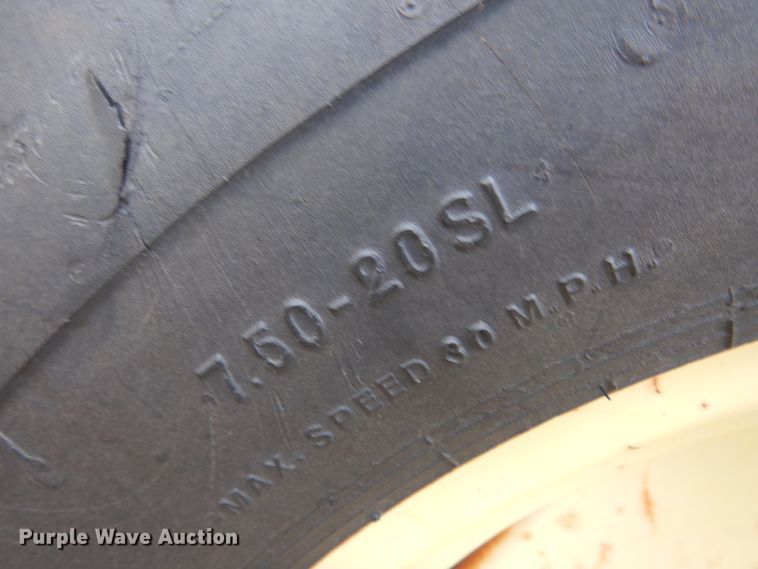 7.50-20SL
MAX. SPEED 30 M.P.H.
Purple Wave Auction